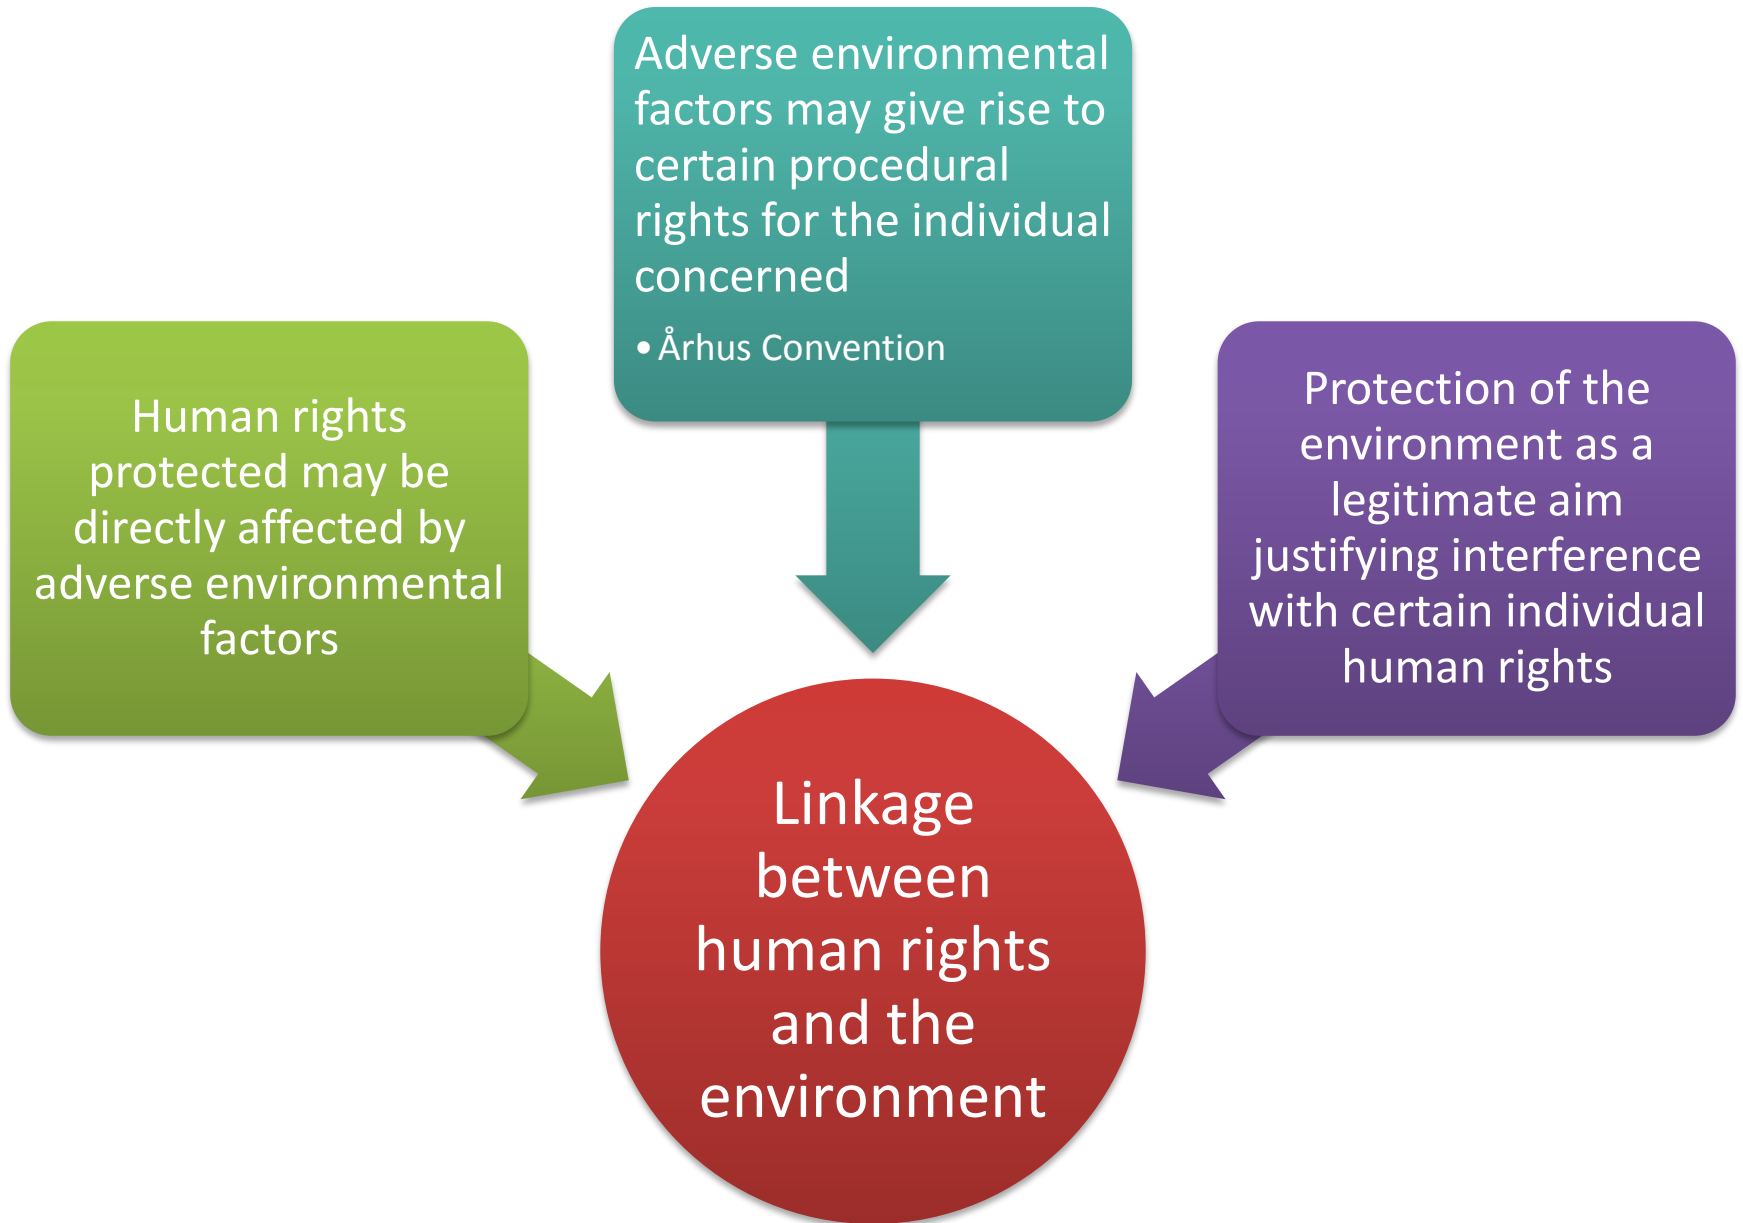 Adverse environmental
factors may give rise to
certain procedural
rights for the individual
concerned
• Århus Convention
Human rights
protected may be
directly affected by
adverse environmental
factors
Protection of the
environment as a
legitimate aim
justifying interference
with certain individual
human rights
Linkage
between
human rights
and the
environment